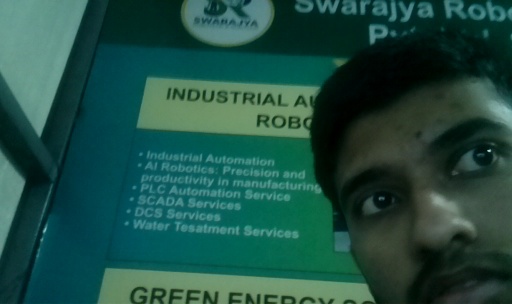 SWARAJYA
Swarajya Robo
INDUSTRIAL AU
ROBO
• Industrial Automation
• AI Robotics: Precision and
productivity in manufacturing
• PLC Automation Service
• SCADA Services
• DCS Services
• Water Tesatment Services
GREEN ENERGY